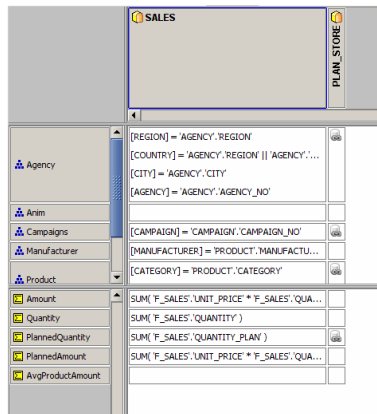 SALES
PLAN_STORE
Agency
[REGION] = 'AGENCY'.'REGION'
[COUNTRY] = 'AGENCY'.'REGION' || 'AGENCY'.'...
[CITY] = 'AGENCY'.'CITY'
[AGENCY] = 'AGENCY'.'AGENCY_NO'
Anim
Campaigns
[CAMPAIGN] = 'CAMPAIGN'.'CAMPAIGN_NO'
Manufacturer
[MANUFACTURER] = 'PRODUCT'.'MANUFACTU...
Product
[CATEGORY] = 'PRODUCT'.'CATEGORY'
Amount
SUM( 'F_SALES'.'UNIT_PRICE' * 'F_SALES'.'QUA...
Quantity
SUM( 'F_SALES'.'QUANTITY' )
PlannedQuantity
SUM( 'F_SALES'.'QUANTITY_PLAN' )
PlannedAmount
SUM( 'F_SALES'.'UNIT_PRICE' * 'F_SALES'.'QUA...
AvgProductAmount